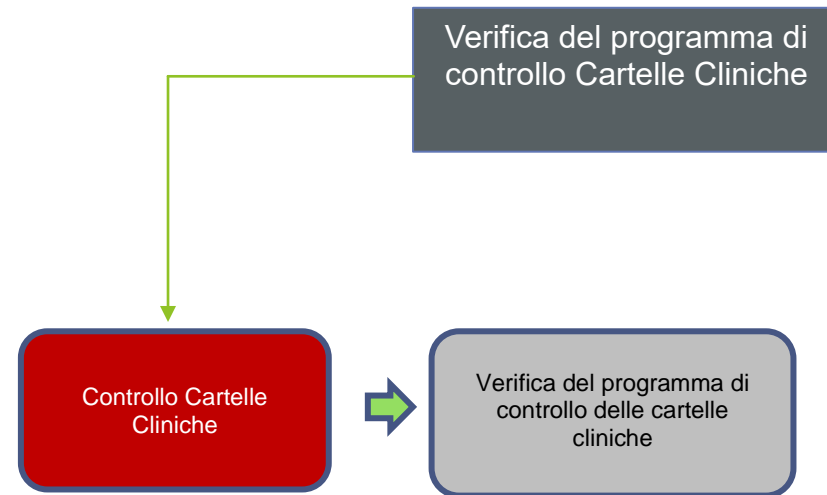 Verifica del programma di
controllo Cartelle Cliniche
Controllo Cartelle
Cliniche
Verifica del programma di
controllo delle cartelle
cliniche